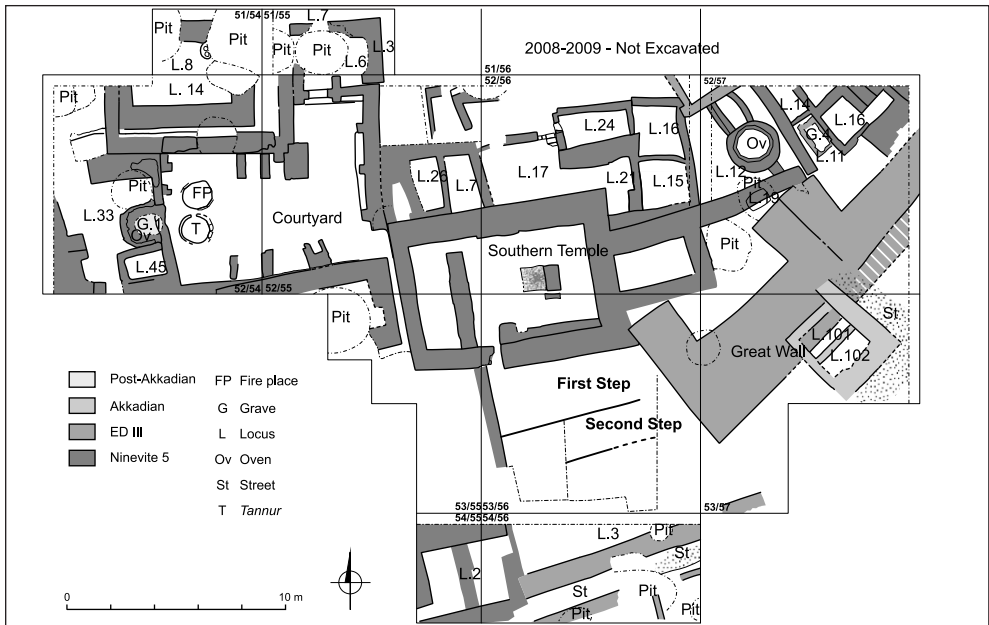 51/54 51/55
L.7
Pit
Pit
Pit
Pit
L.3
L.8
L.6
L. 14
2008-2009 - Not Excavated
51/56
52/56
52/57
Pit
L.24
L.16
L.14
L.16
G.4
L.11
Ov
L.26
L.7
L.17
L.21
L.15
L.12
Pit
L.19
Pit
FP
L.33
G.1
Ov
T
Courtyard
Southern Temple
Pit
L.45
52/54 52/55
Pit
St
L.101
L.102
Great Wall
Post-Akkadian
Akkadian
ED III
Ninevite 5
FP Fire place
G Grave
L Locus
Ov Oven
St Street
T Tannur
First Step
Second Step
53/55 53/56
53/57
54/55 54/56
L.3
Pit
St
L.2
St
Pit
Pit
Pit
0 10 m